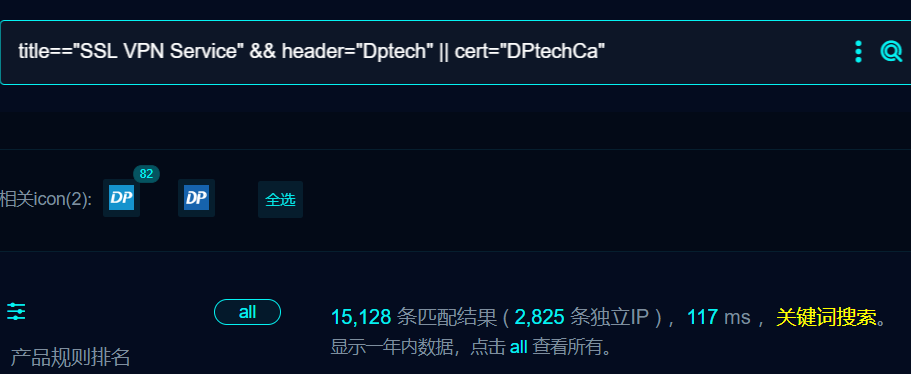 title=="SSL VPN Service" && header="Dptech" || cert="DPtechCa"
82
相关icon(2): DP DP 全选
all
15,128 条匹配结果 ( 2,825 条独立IP ) ，117 ms ，关键词搜索。
显示一年内数据，点击 all 查看所有。
产品规则排名